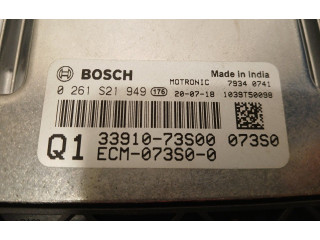 BOSCH MOTRONIC Made in India
7934 0741
0 261 S21 949 176 20-07-18 1039T50098
Q1 33910-73S00 073S0
ECM-073S0-0